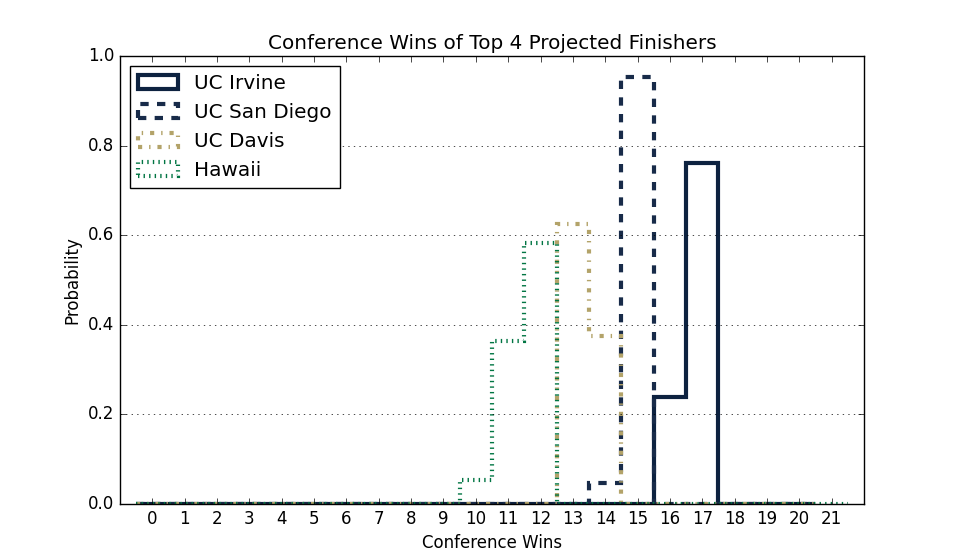 Conference Wins of Top 4 Projected Finishers
UC Irvine
UC San Diego
UC Davis
Hawaii
1.0
0.8
0.6
0.4
0.2
0.0
Probability
0 1 2 3 4 5 6 7 8 9 10 11 12 13 14 15 16 17 18 19 20 21
Conference Wins